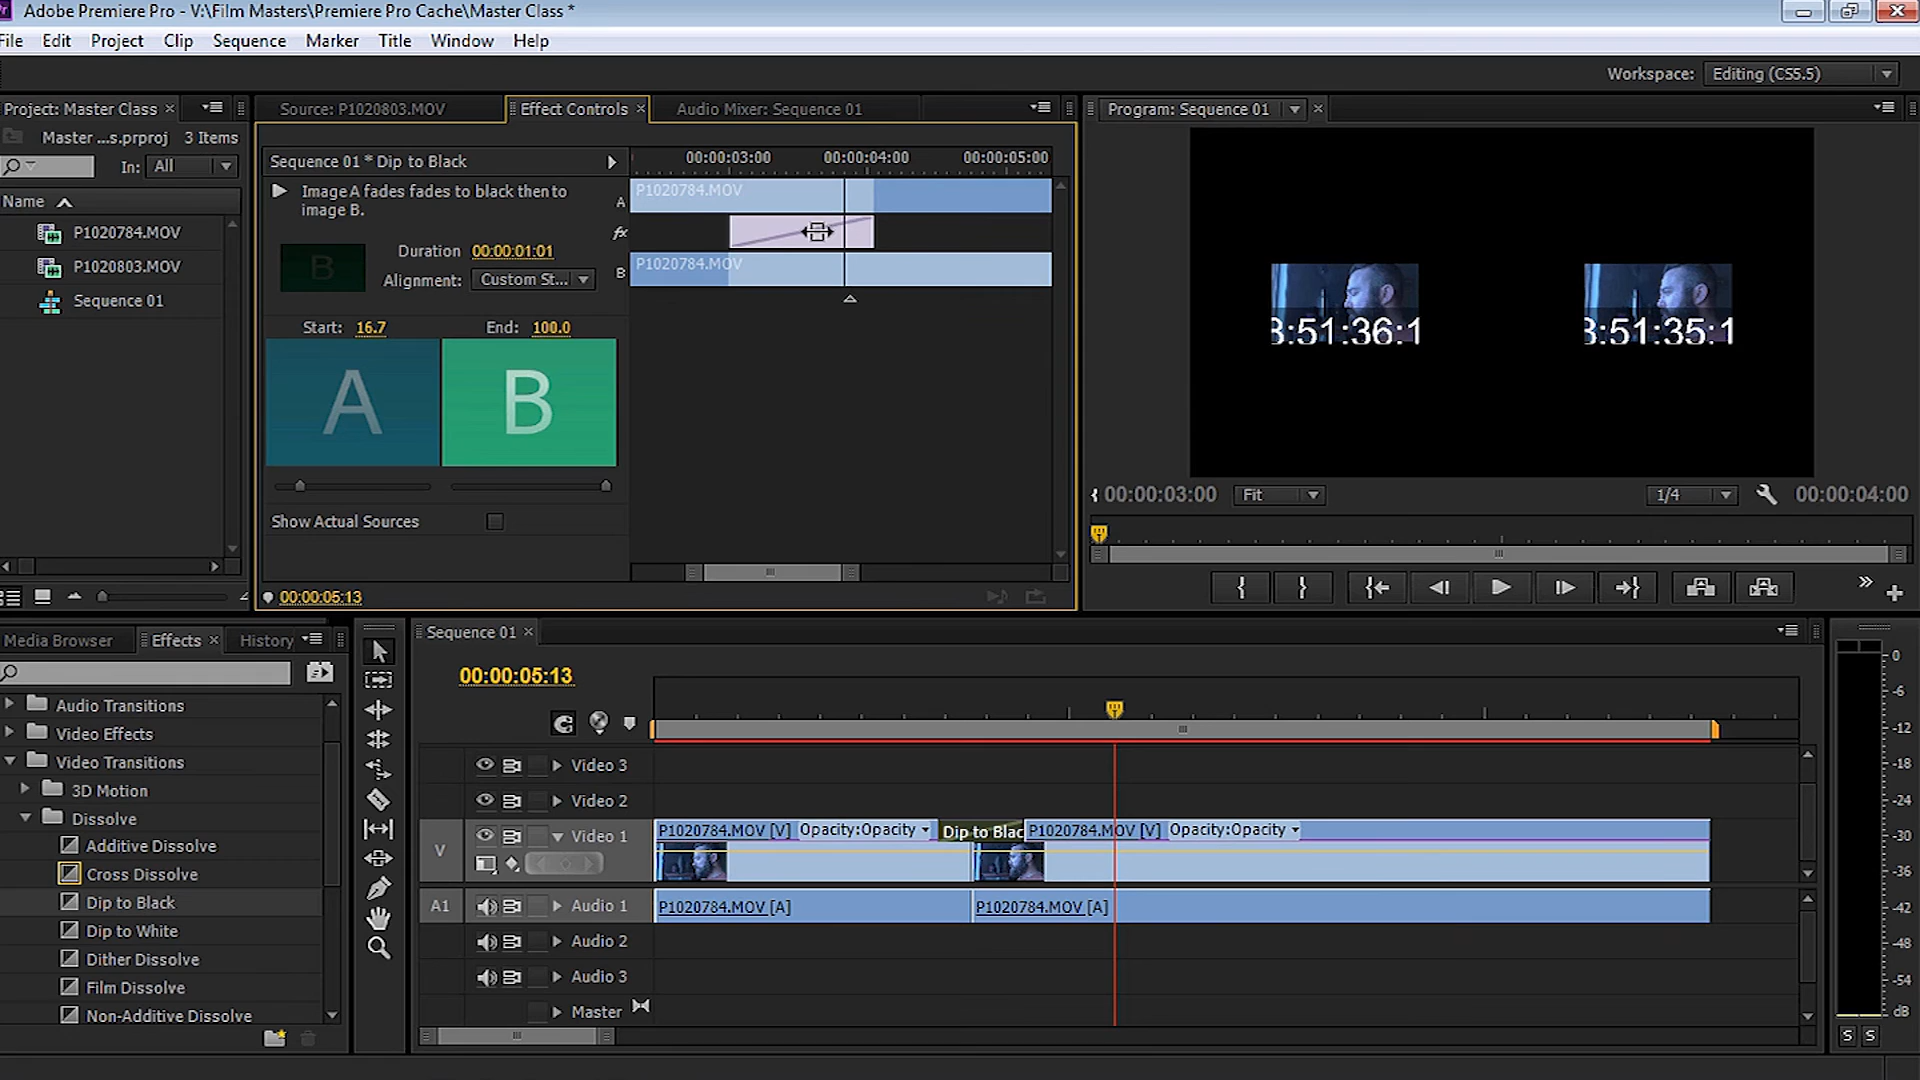 Adobe Premiere Pro - V:\Film Masters\Premiere Pro Cache\Master Class *
File Edit Project Clip Sequence Marker Title Window Help
Workspace: Editing (CS5.5)
Project: Master Class
Source: P1020803.MOV
Effect Controls
Audio Mixer: Sequence 01
Program: Sequence 01
Master ...s.prproj 3 Items
In: All
Name
P1020784.MOV
P1020803.MOV
Sequence 01
Sequence 01 * Dip to Black
Image A fades fades to black then to
image B.
B
Duration 00:00:01:01
Alignment: Custom St...
Start: 16.7
End: 100.0
A
B
Show Actual Sources
00:00:05:13
00:00:03:00 00:00:04:00 00:00:05:00
A
P1020784.MOV
fx
B
P1020784.MOV
3:51:36:1
3:51:35:1
00:00:03:00
Fit
1/4
00:00:04:00
Media Browser
Effects
History
Audio Transitions
Video Effects
Video Transitions
3D Motion
Dissolve
Additive Dissolve
Cross Dissolve
Dip to Black
Dip to White
Dither Dissolve
Film Dissolve
Non-Additive Dissolve
Sequence 01
00:00:05:13
Video 3
Video 2
V
Video 1
P1020784.MOV [V] Opacity:Opacity
Dip to Blac
P1020784.MOV [V] Opacity:Opacity
A1
Audio 1
P1020784.MOV [A]
P1020784.MOV [A]
Audio 2
Audio 3
Master
0
-6
-12
-18
-24
-30
-36
-42
-48
-54
dB
S S